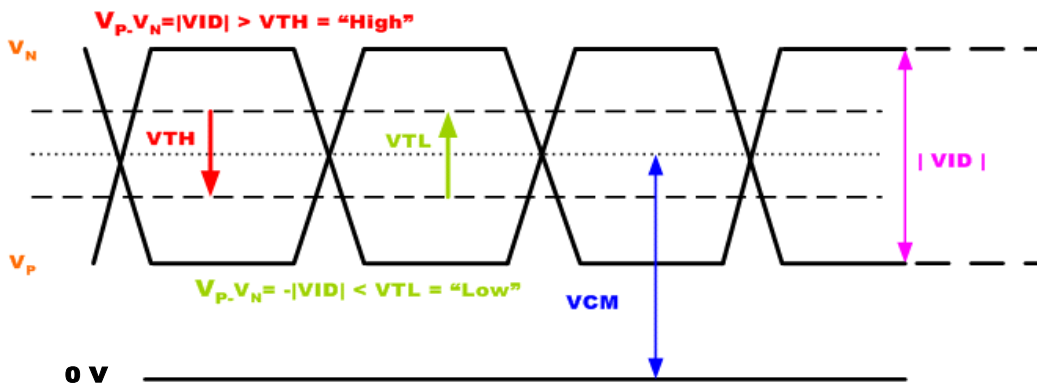 VP-VN=|VID| > VTH = “High”
VN
VTH
VTL
| VID |
VP
VP-VN= -|VID| < VTL = “Low”
VCM
0 V